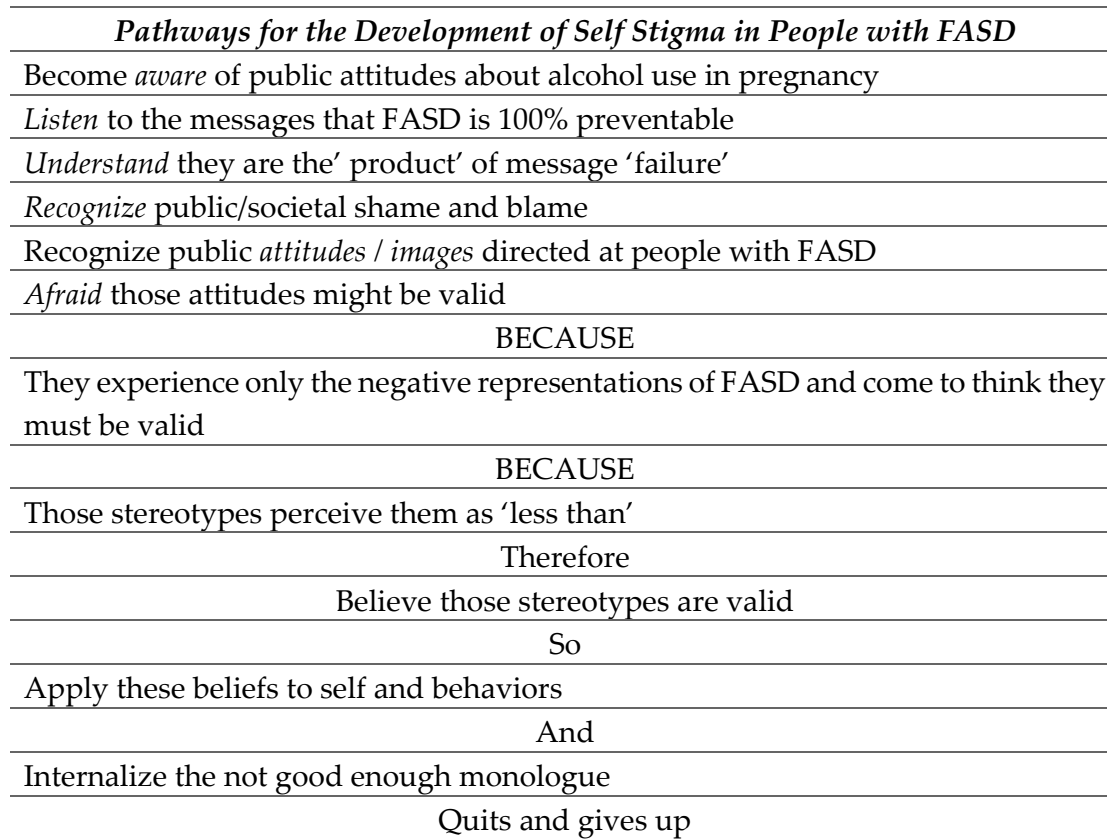 Pathways for the Development of Self Stigma in People with FASD
Become aware of public attitudes about alcohol use in pregnancy
Listen to the messages that FASD is 100% preventable
Understand they are the’ product’ of message ‘failure’
Recognize public/societal shame and blame
Recognize public attitudes / images directed at people with FASD
Afraid those attitudes might be valid
BECAUSE
They experience only the negative representations of FASD and come to think they
must be valid
BECAUSE
Those stereotypes perceive them as ‘less than’
Therefore
Believe those stereotypes are valid
So
Apply these beliefs to self and behaviors
And
Internalize the not good enough monologue
Quits and gives up